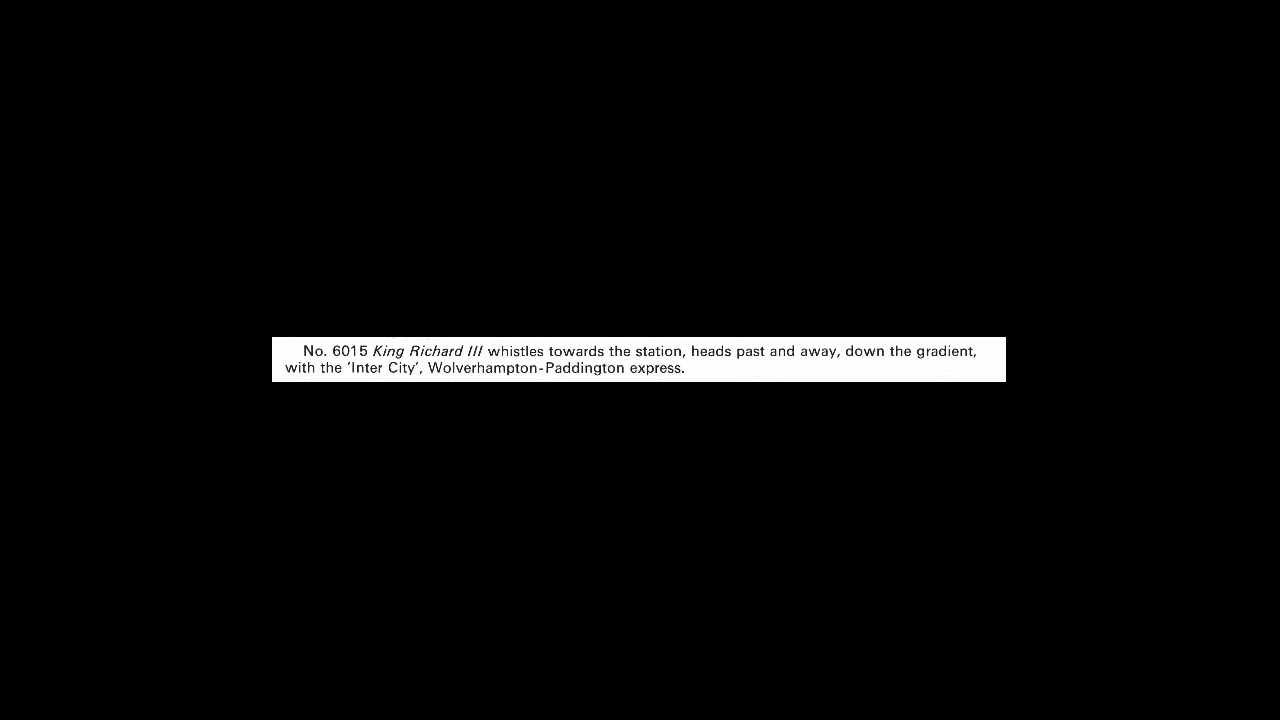 No. 6015 King Richard III whistles towards the station, heads past and away, down the gradient,
with the 'Inter City', Wolverhampton-Paddington express.